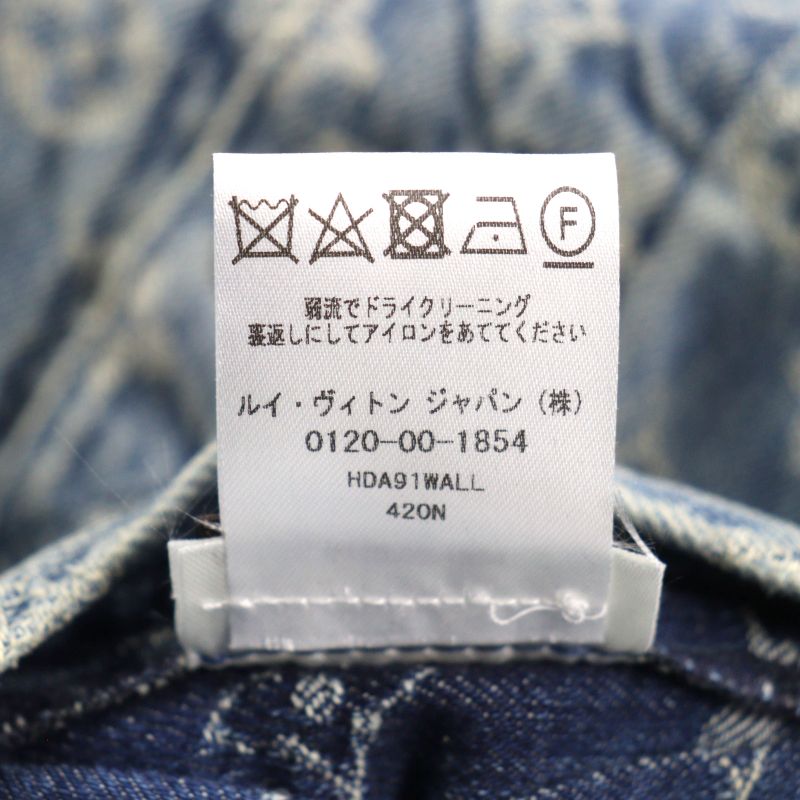 F
弱流でドライクリーニング
裏返しにしてアイロンをあててください
ルイ・ヴィトン ジャパン（株）
0120-00-1854
HDA91WALL
420N